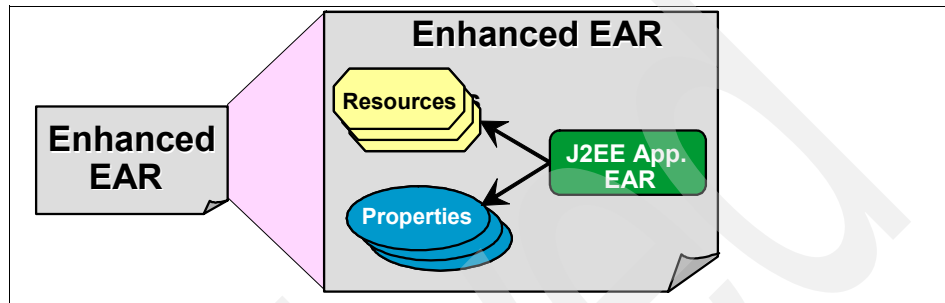 Enhanced EAR
Enhanced
EAR
Resources
J2EE App.
EAR
Properties